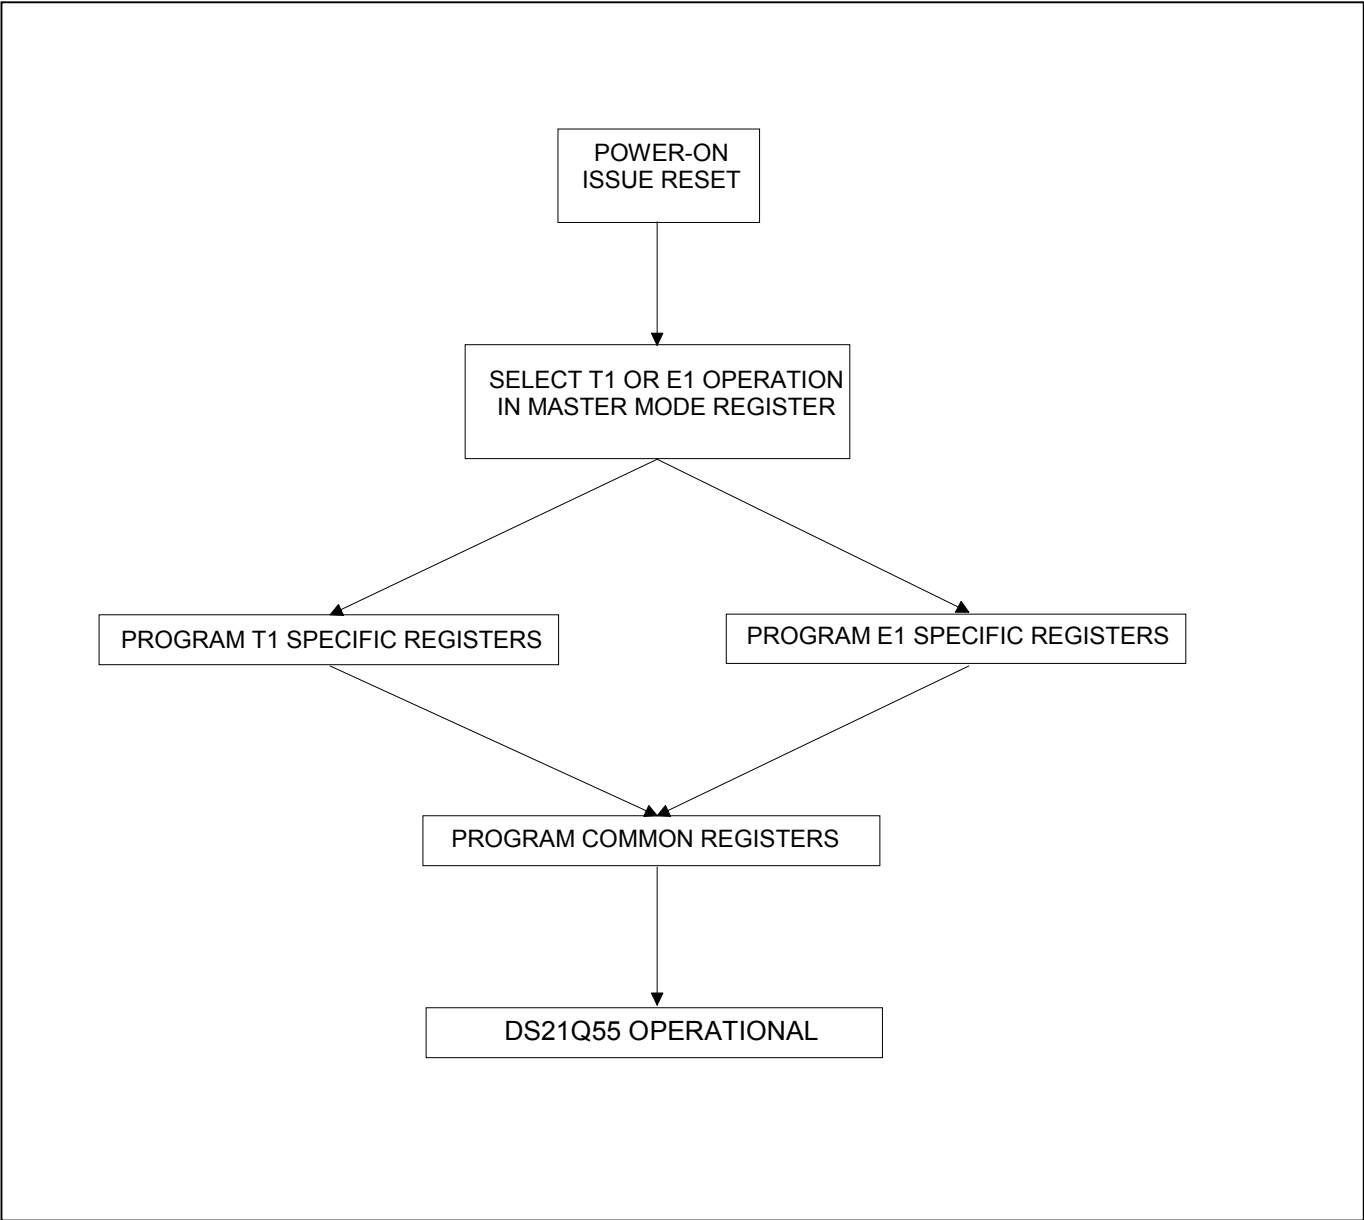 POWER-ON
ISSUE RESET
SELECT T1 OR E1 OPERATION
IN MASTER MODE REGISTER
PROGRAM T1 SPECIFIC REGISTERS
PROGRAM E1 SPECIFIC REGISTERS
PROGRAM COMMON REGISTERS
DS21Q55 OPERATIONAL